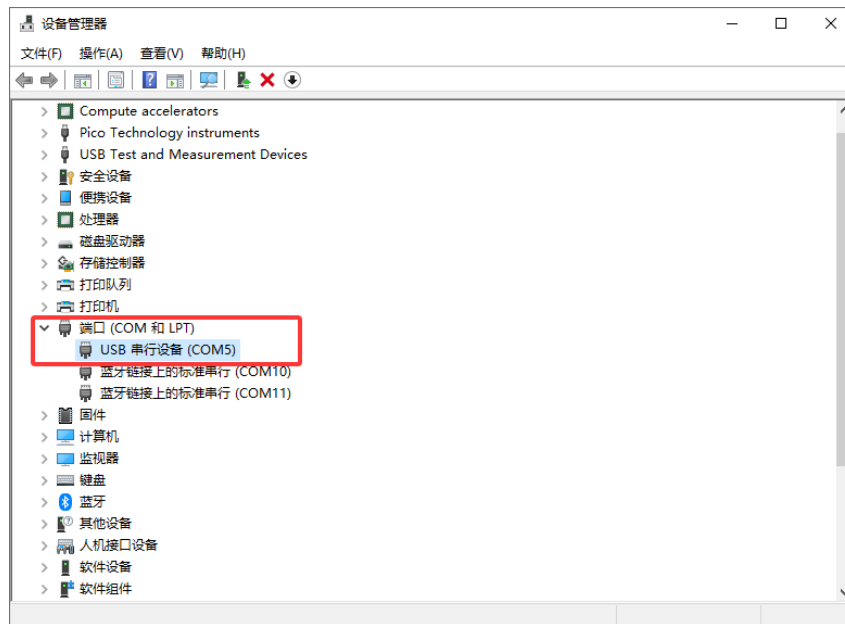 设备管理器
文件(F) 操作(A) 查看(V) 帮助(H)
Compute accelerators
Pico Technology instruments
USB Test and Measurement Devices
安全设备
便携设备
处理器
磁盘驱动器
存储控制器
打印队列
打印机
端口 (COM 和 LPT)
USB 串行设备 (COM5)
蓝牙链接上的标准串行 (COM10)
蓝牙链接上的标准串行 (COM11)
固件
计算机
监视器
键盘
蓝牙
其他设备
人机接口设备
软件设备
软件组件